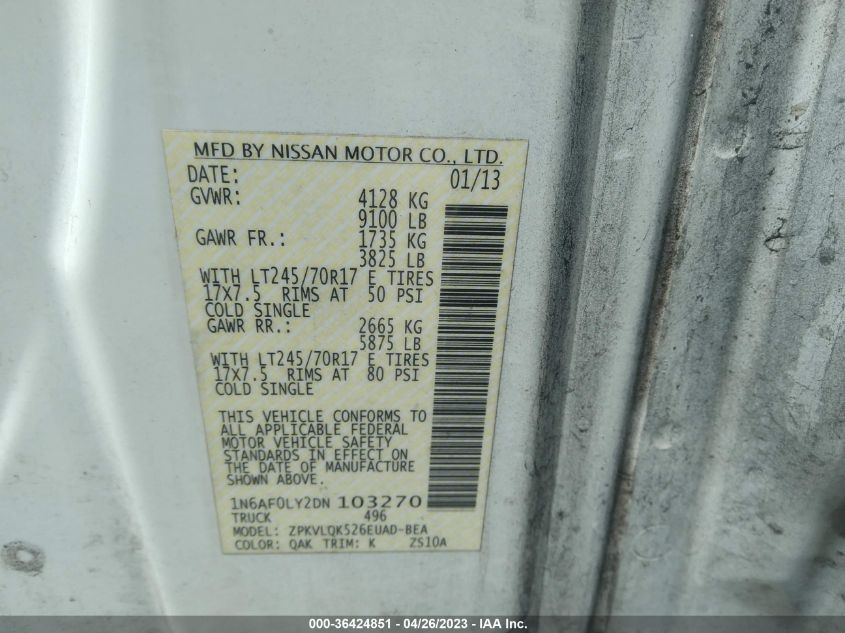 MFD BY NISSAN MOTOR CO., LTD.
DATE: 01/13
GVWR: 4128 KG
9100 LB
GAWR FR.: 1735 KG
3825 LB
WITH LT245/70R17 E TIRES
17X7.5 RIMS AT 50 PSI
COLD SINGLE
GAWR RR.: 2665 KG
5875 LB
WITH LT245/70R17 E TIRES
17X7.5 RIMS AT 80 PSI
COLD SINGLE
THIS VEHICLE CONFORMS TO
ALL APPLICABLE FEDERAL
MOTOR VEHICLE SAFETY
STANDARDS IN EFFECT ON
THE DATE OF MANUFACTURE
SHOWN ABOVE.
1N6AF0LY2DN 103270
TRUCK 496
MODEL: ZPKVLQK526EUAD-BEA
COLOR: QAK TRIM: K ZS10A
000-36424851 - 04/26/2023 - IAA Inc.